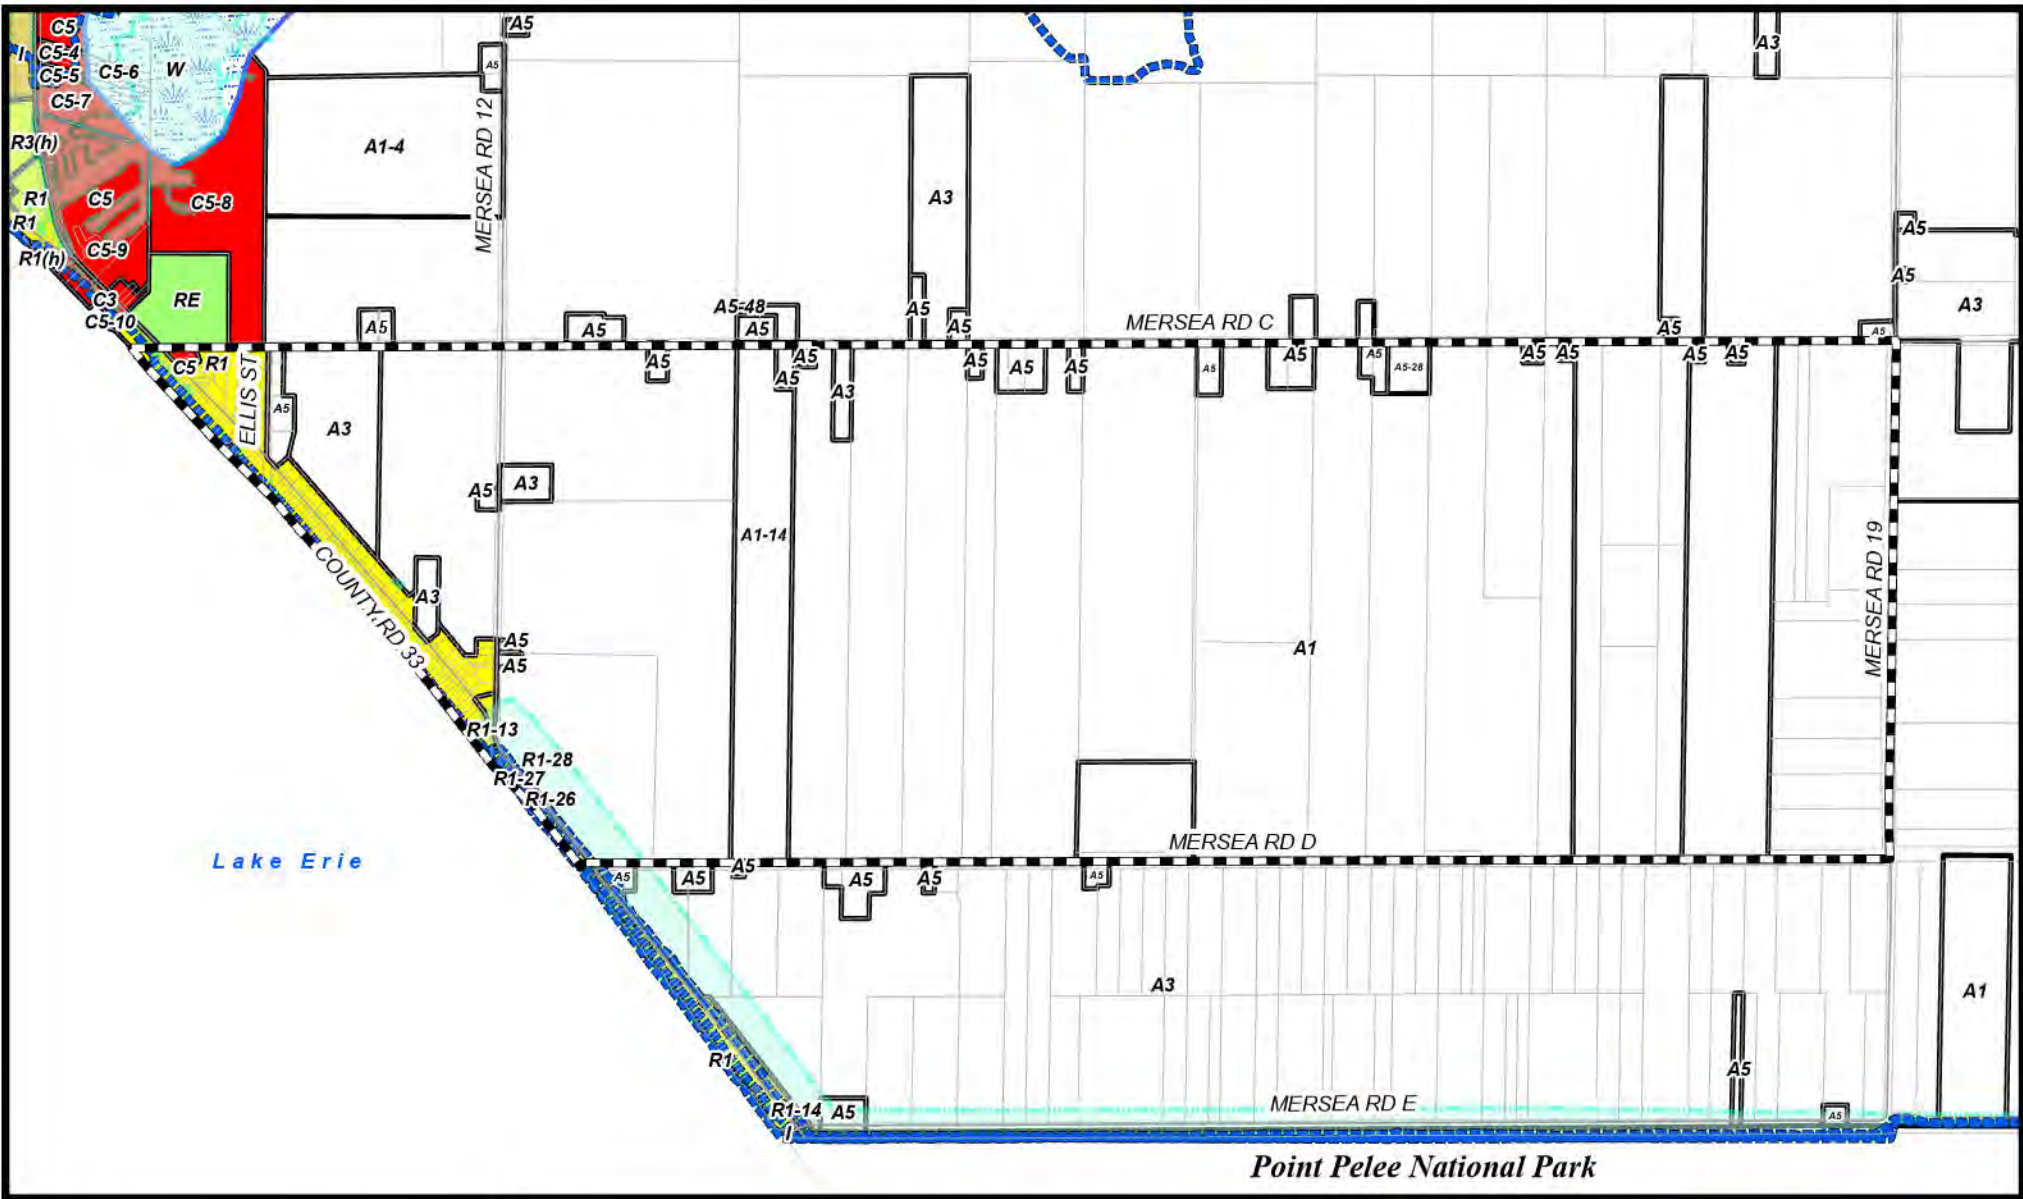 C5
A5
I
C5-4
A3
C5-5
C5-6
W
A5
C5-7
MERSEA RD 12
R3(h)
A1-4
R1
C5
C5-8
A3
R1
A5
C5-9
R1(h)
A5
C3
RE
A5-48
A5
A3
C5-10
A5
A5
A5
A5
MERSEA RD C
A5
A5
C5
R1
A5
A5
A5
A5
A5
A5
A5
A5
A5
A5
A5
A5
A5
A5-28
ELLIS ST
A5
A3
A3
A5
A3
A1-14
MERSEA RD 19
COUNTY RD 33
A3
A5
A1
A5
R1-13
R1-28
R1-27
R1-26
MERSEA RD D
Lake Erie
A5
A5
A5
A5
A5
A5
A3
A1
R1
A5
R1-14
A5
MERSEA RD E
A5
I
Point Pelee National Park